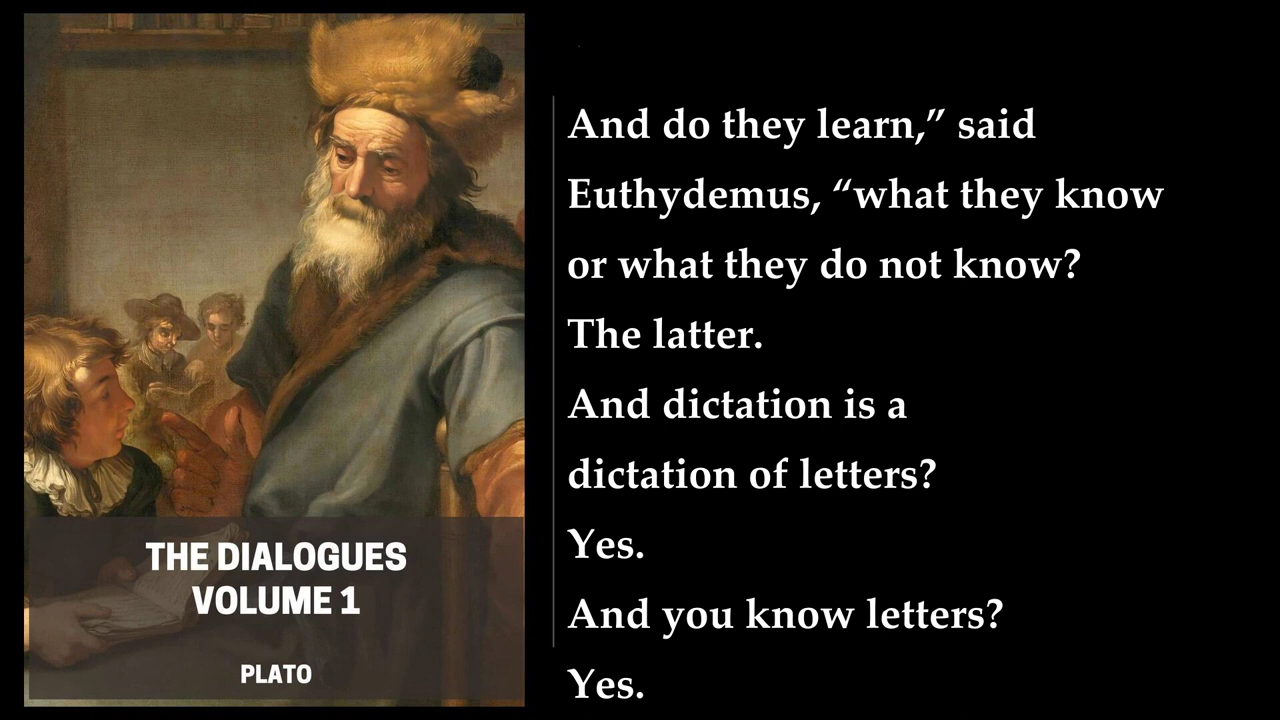 THE DIALOGUES
VOLUME 1
PLATO
And do they learn,” said
Euthydemus, “what they know
or what they do not know?
The latter.
And dictation is a
dictation of letters?
Yes.
And you know letters?
Yes.